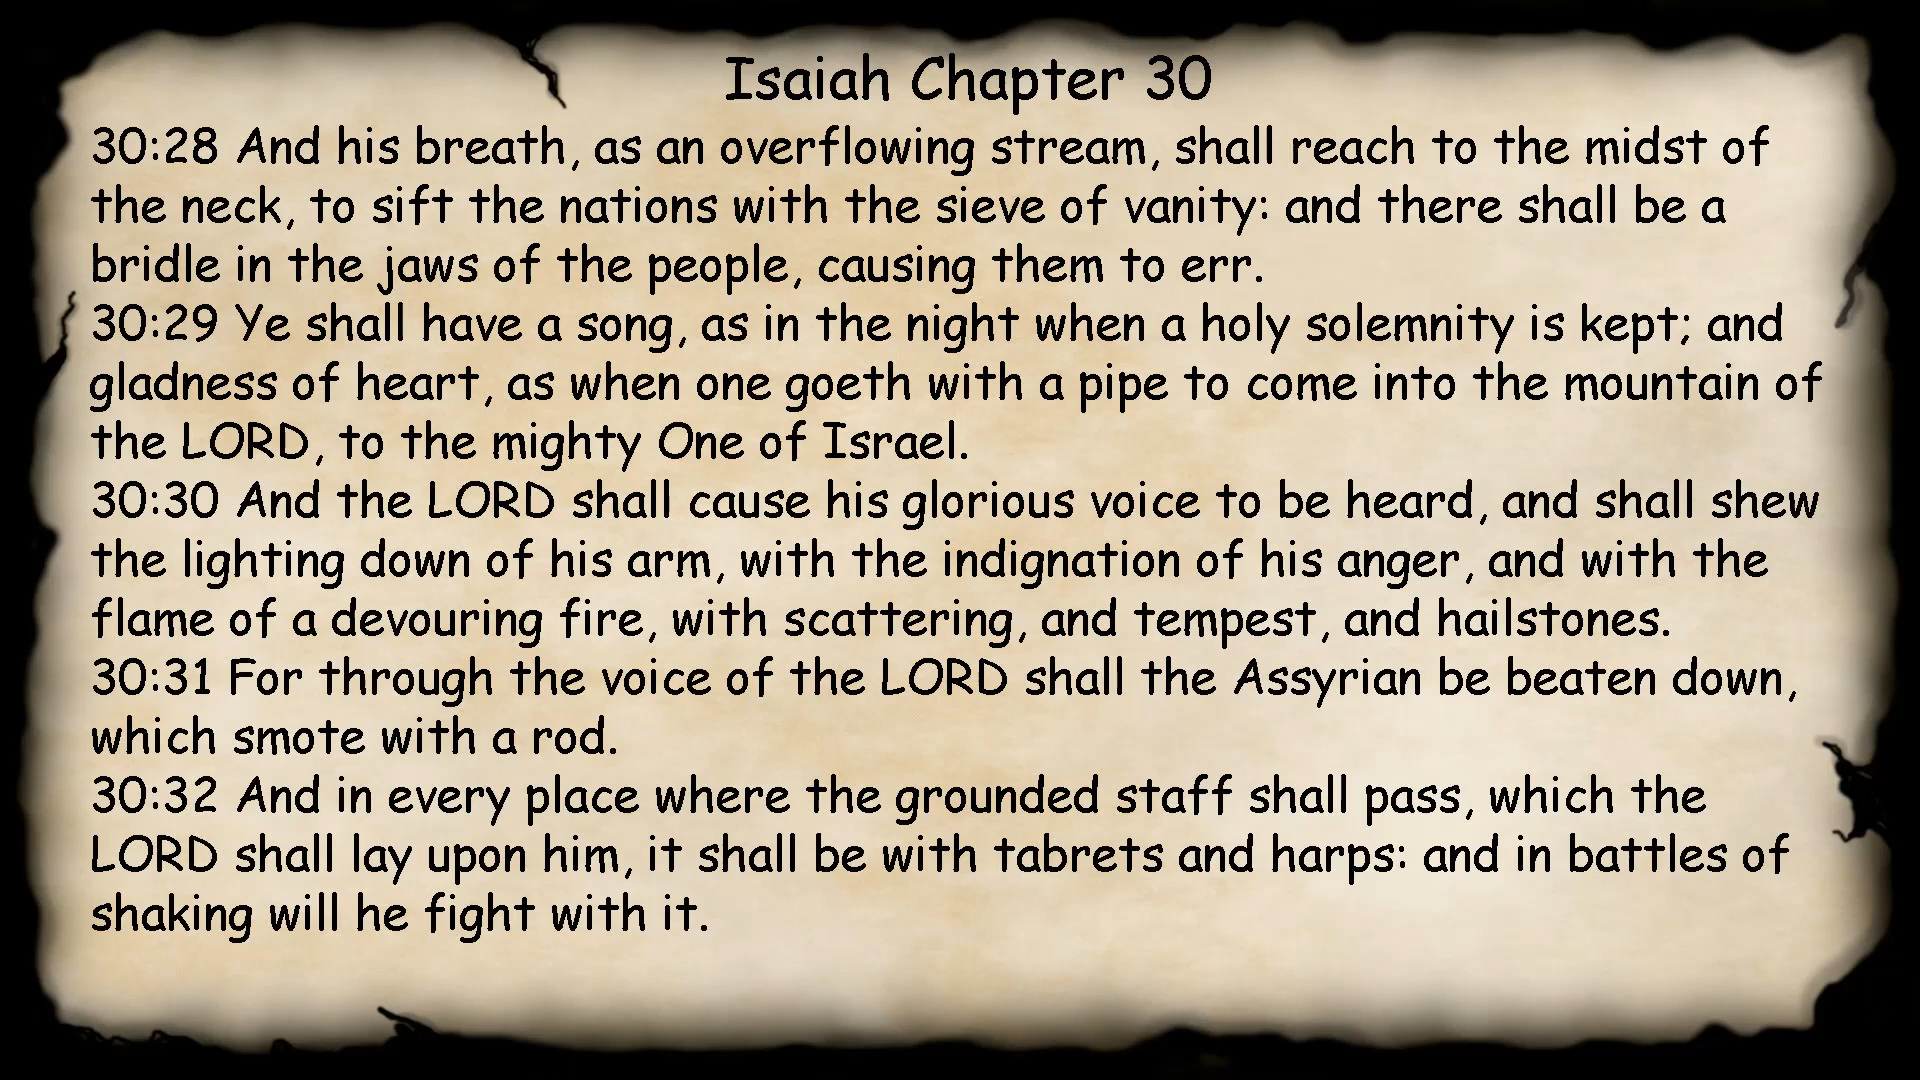 Isaiah Chapter 30
30:28 And his breath, as an overflowing stream, shall reach to the midst of
the neck, to sift the nations with the sieve of vanity: and there shall be a
bridle in the jaws of the people, causing them to err.
30:29 Ye shall have a song, as in the night when a holy solemnity is kept; and
gladness of heart, as when one goeth with a pipe to come into the mountain of
the LORD, to the mighty One of Israel.
30:30 And the LORD shall cause his glorious voice to be heard, and shall shew
the lighting down of his arm, with the indignation of his anger, and with the
flame of a devouring fire, with scattering, and tempest, and hailstones.
30:31 For through the voice of the LORD shall the Assyrian be beaten down,
which smote with a rod.
30:32 And in every place where the grounded staff shall pass, which the
LORD shall lay upon him, it shall be with tabrets and harps: and in battles of
shaking will he fight with it.